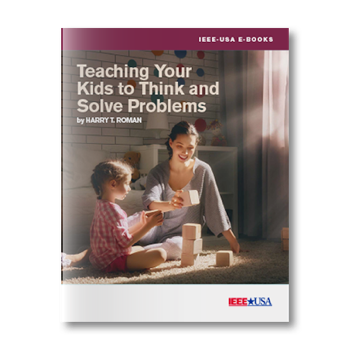 IEEE-USA E-BOOKS
Teaching Your
Kids to Think and
Solve Problems
by HARRY T. ROMAN
IEEE★USA